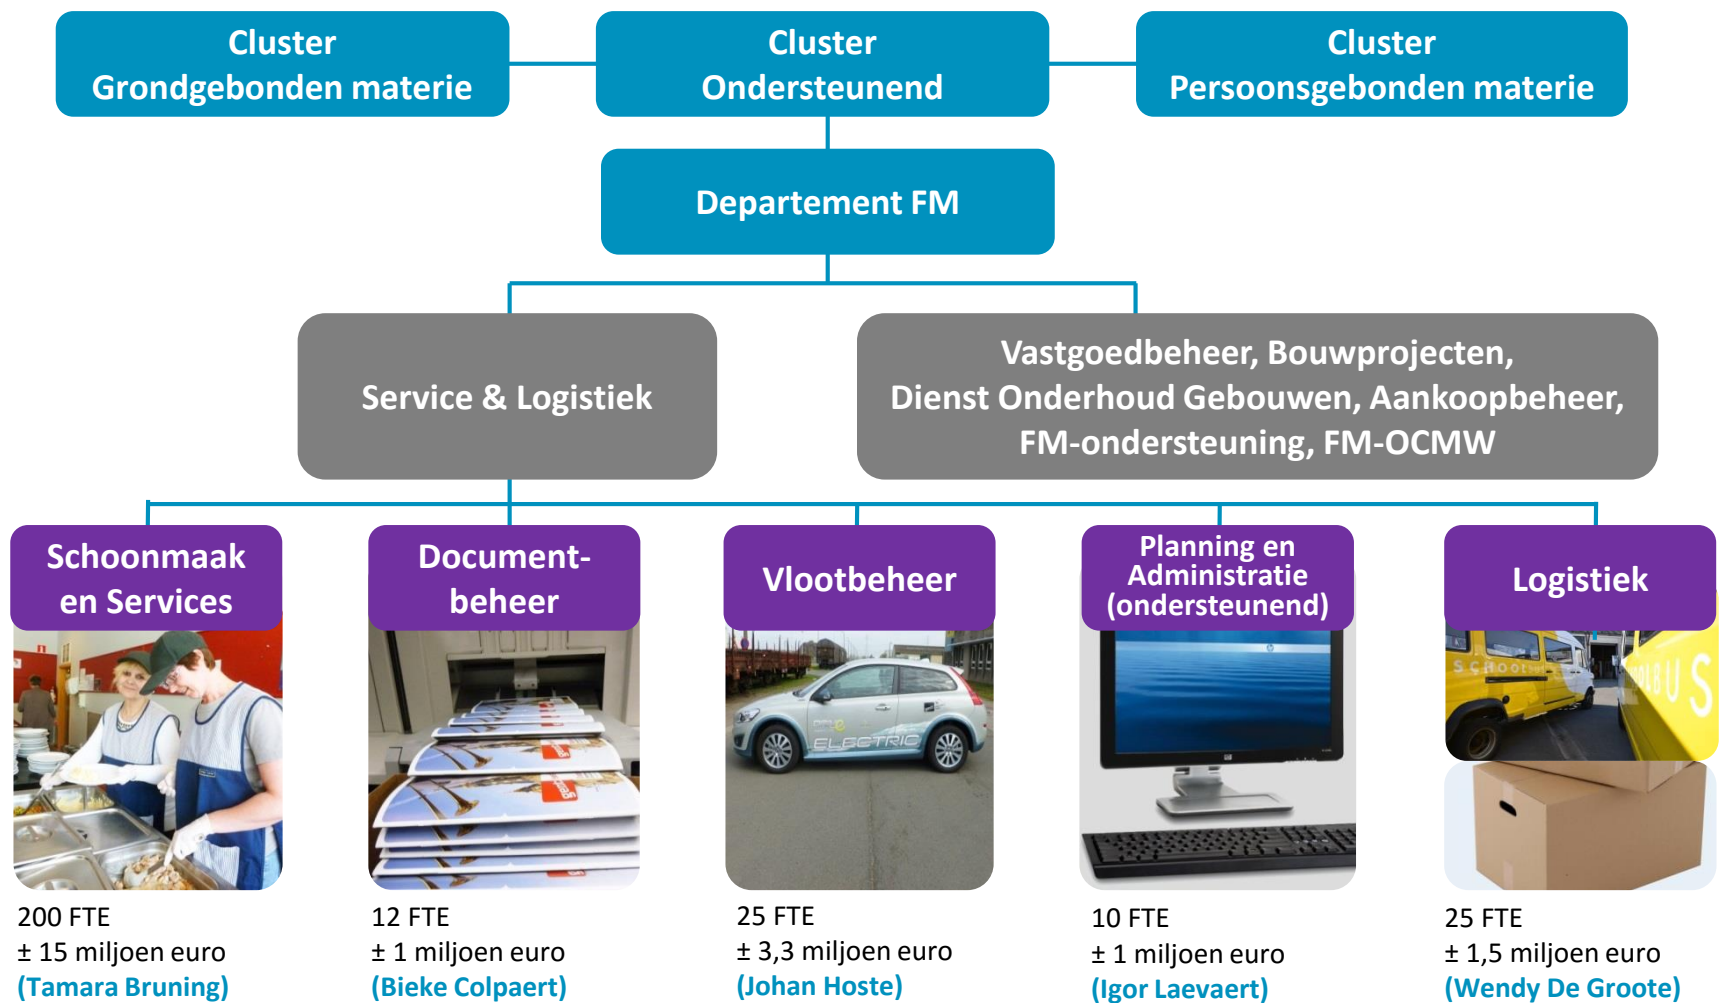 Cluster
Grondgebonden materie
Cluster
Ondersteunend
Cluster
Persoonsgebonden materie
Departement FM
Service & Logistiek
Vastgoedbeheer, Bouwprojecten,
Dienst Onderhoud Gebouwen, Aankoopbeheer,
FM-ondersteuning, FM-OCMW
Schoonmaak
en Services
Document-
beheer
Vlootbeheer
Planning en
Administratie
(ondersteunend)
Logistiek
ELECTRIC
SCHOOLBUS
OLBUS
200 FTE
± 15 miljoen euro
(Tamara Bruning)
12 FTE
± 1 miljoen euro
(Bieke Colpaert)
25 FTE
± 3,3 miljoen euro
(Johan Hoste)
10 FTE
± 1 miljoen euro
(Igor Laevaert)
25 FTE
± 1,5 miljoen euro
(Wendy De Groote)